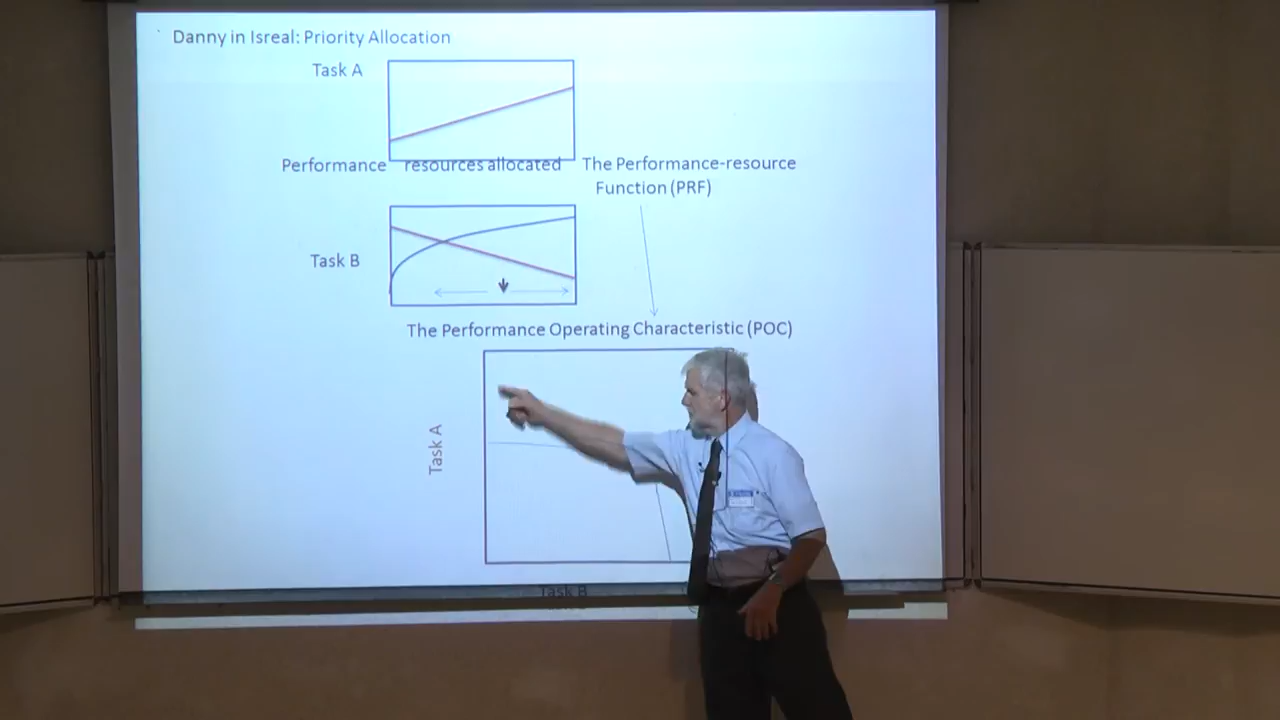 Danny in Isreal: Priority Allocation
Task A
Performance resources allocated The Performance-resource
Function (PRF)
Task B
The Performance Operating Characteristic (POC)
Task A
Task B